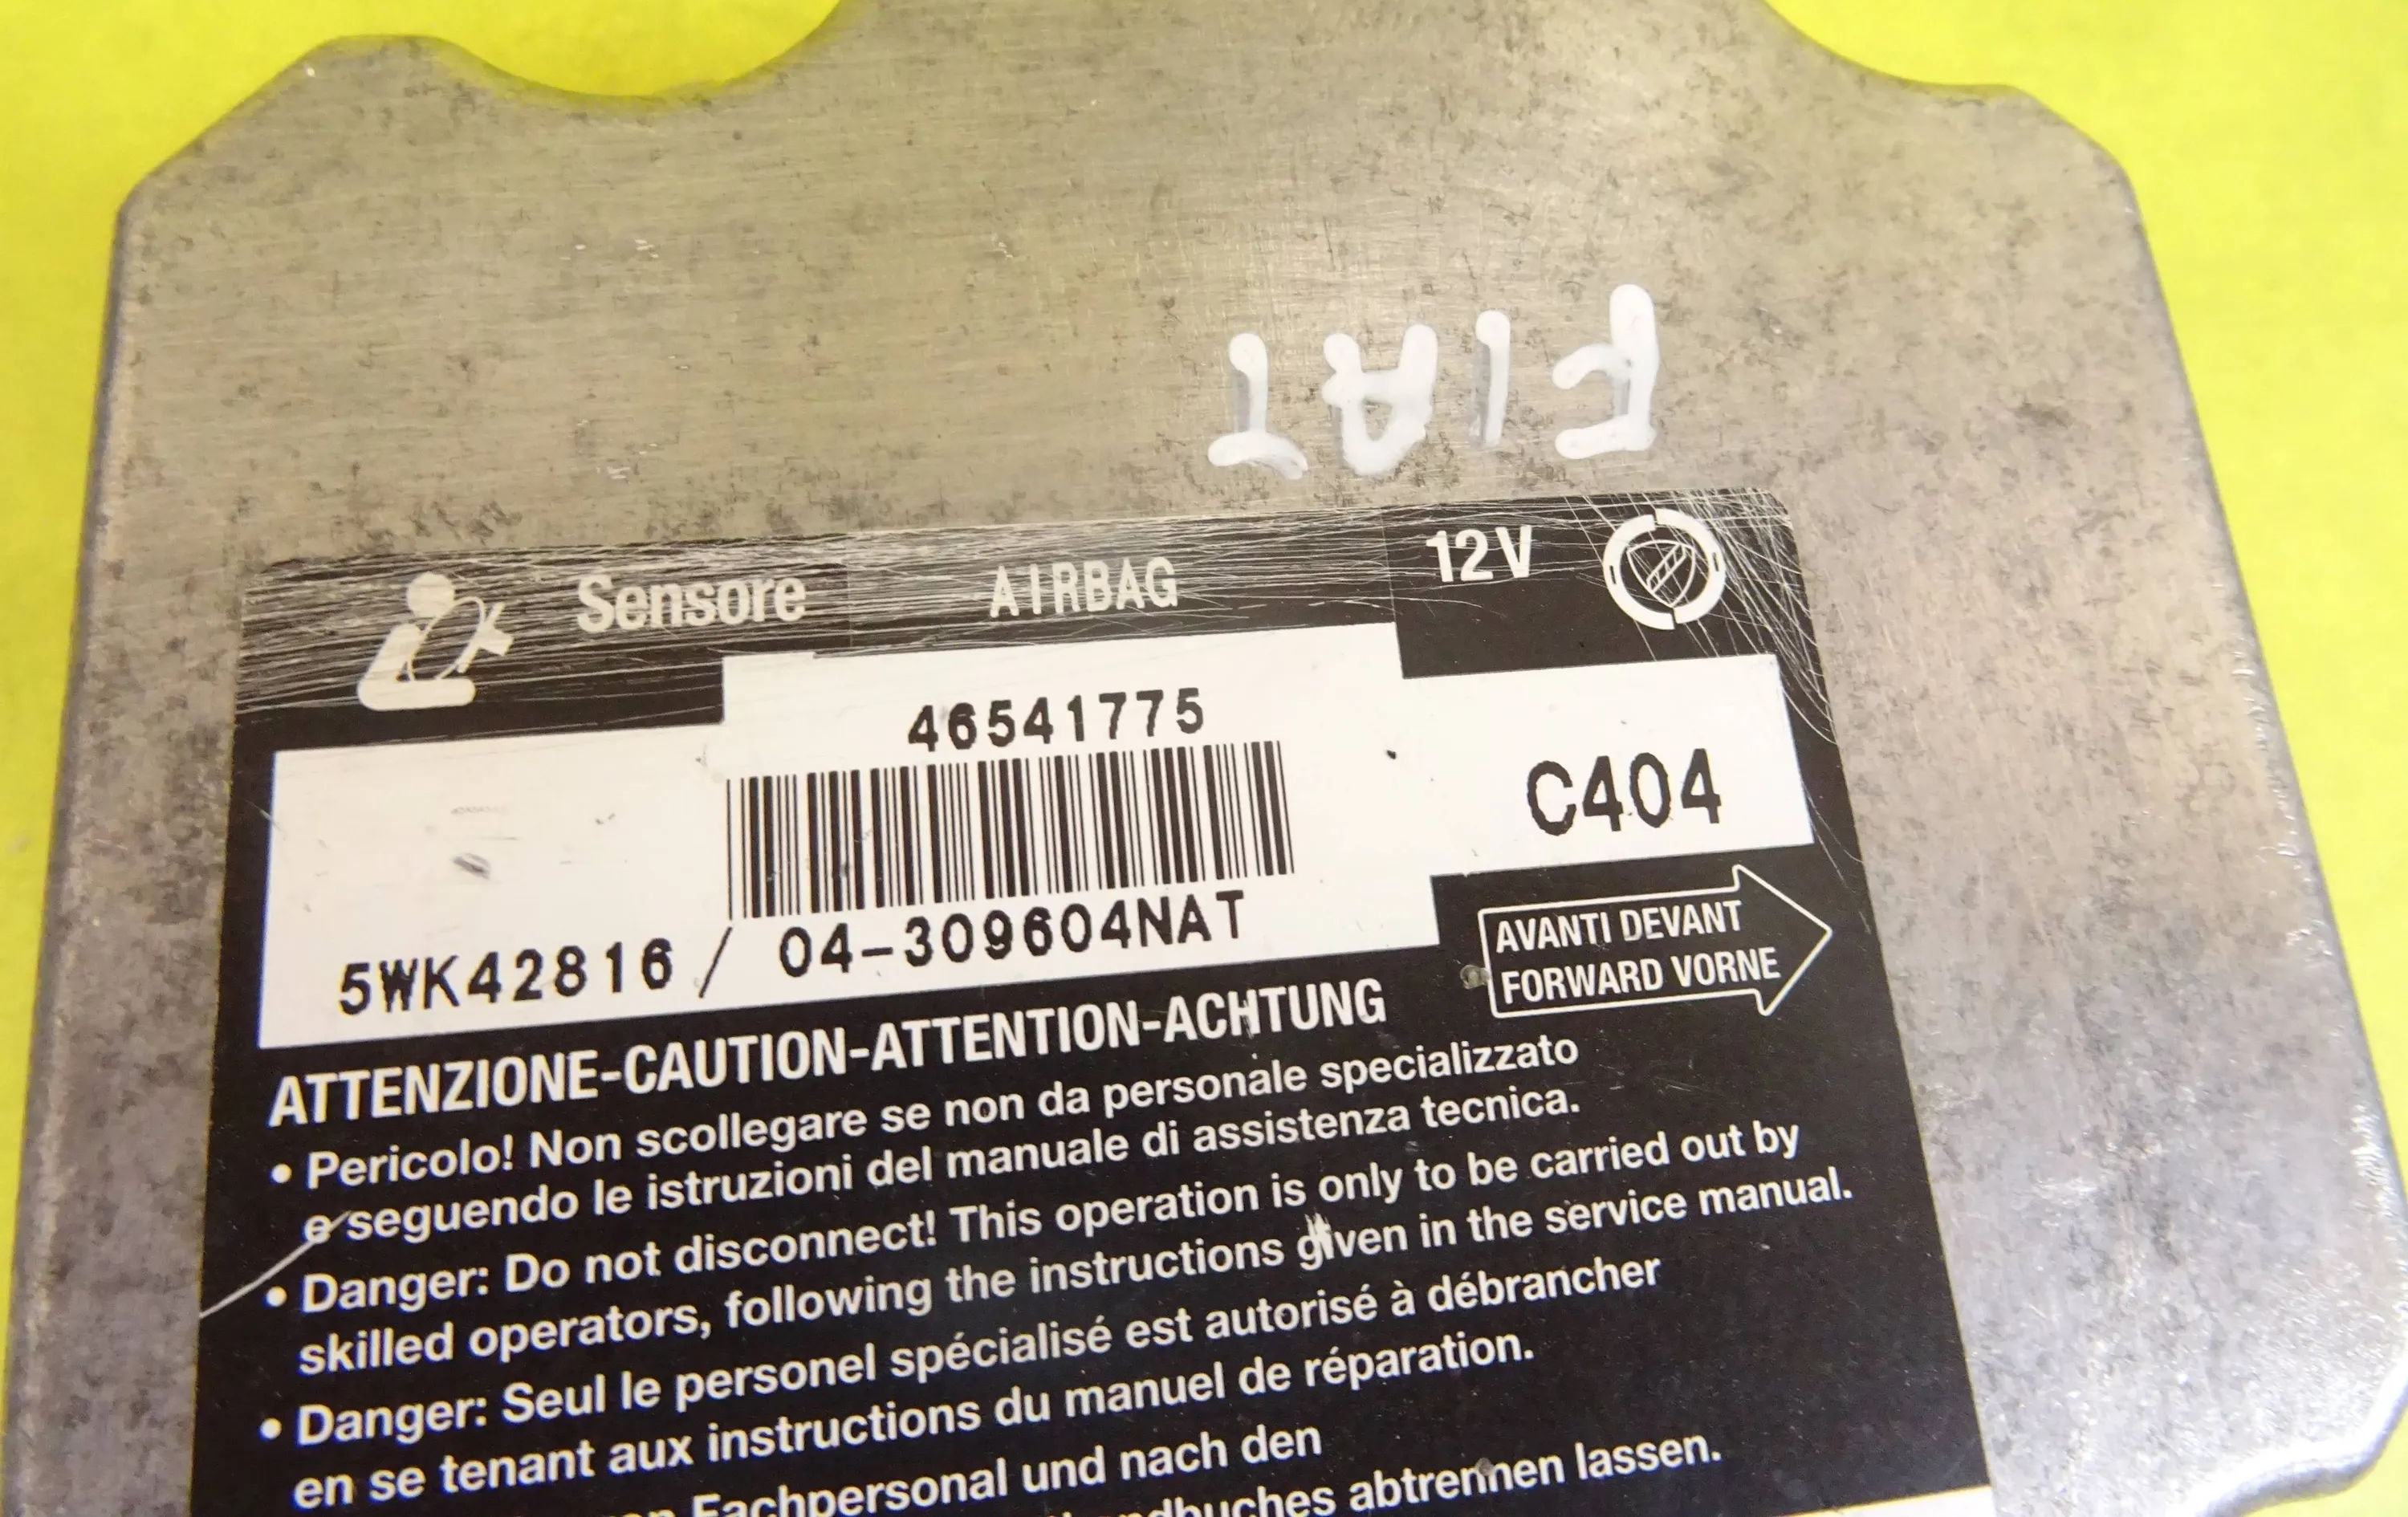 FIAT
Sensore AIRBAG 12V
46541775
C404
5WK42816 / 04-309604NAT
AVANTI DEVANT
FORWARD VORNE
ATTENZIONE-CAUTION-ATTENTION-ACHTUNG
• Pericolo! Non scollegare se non da personale specializzato
e seguendo le istruzioni del manuale di assistenza tecnica.
• Danger: Do not disconnect! This operation is only to be carried out by
skilled operators, following the instructions given in the service manual.
• Danger: Seul le personel spécialisé est autorisé à débrancher
en se tenant aux instructions du manuel de réparation.
Fachpersonal und nach den
abtrennen lassen.